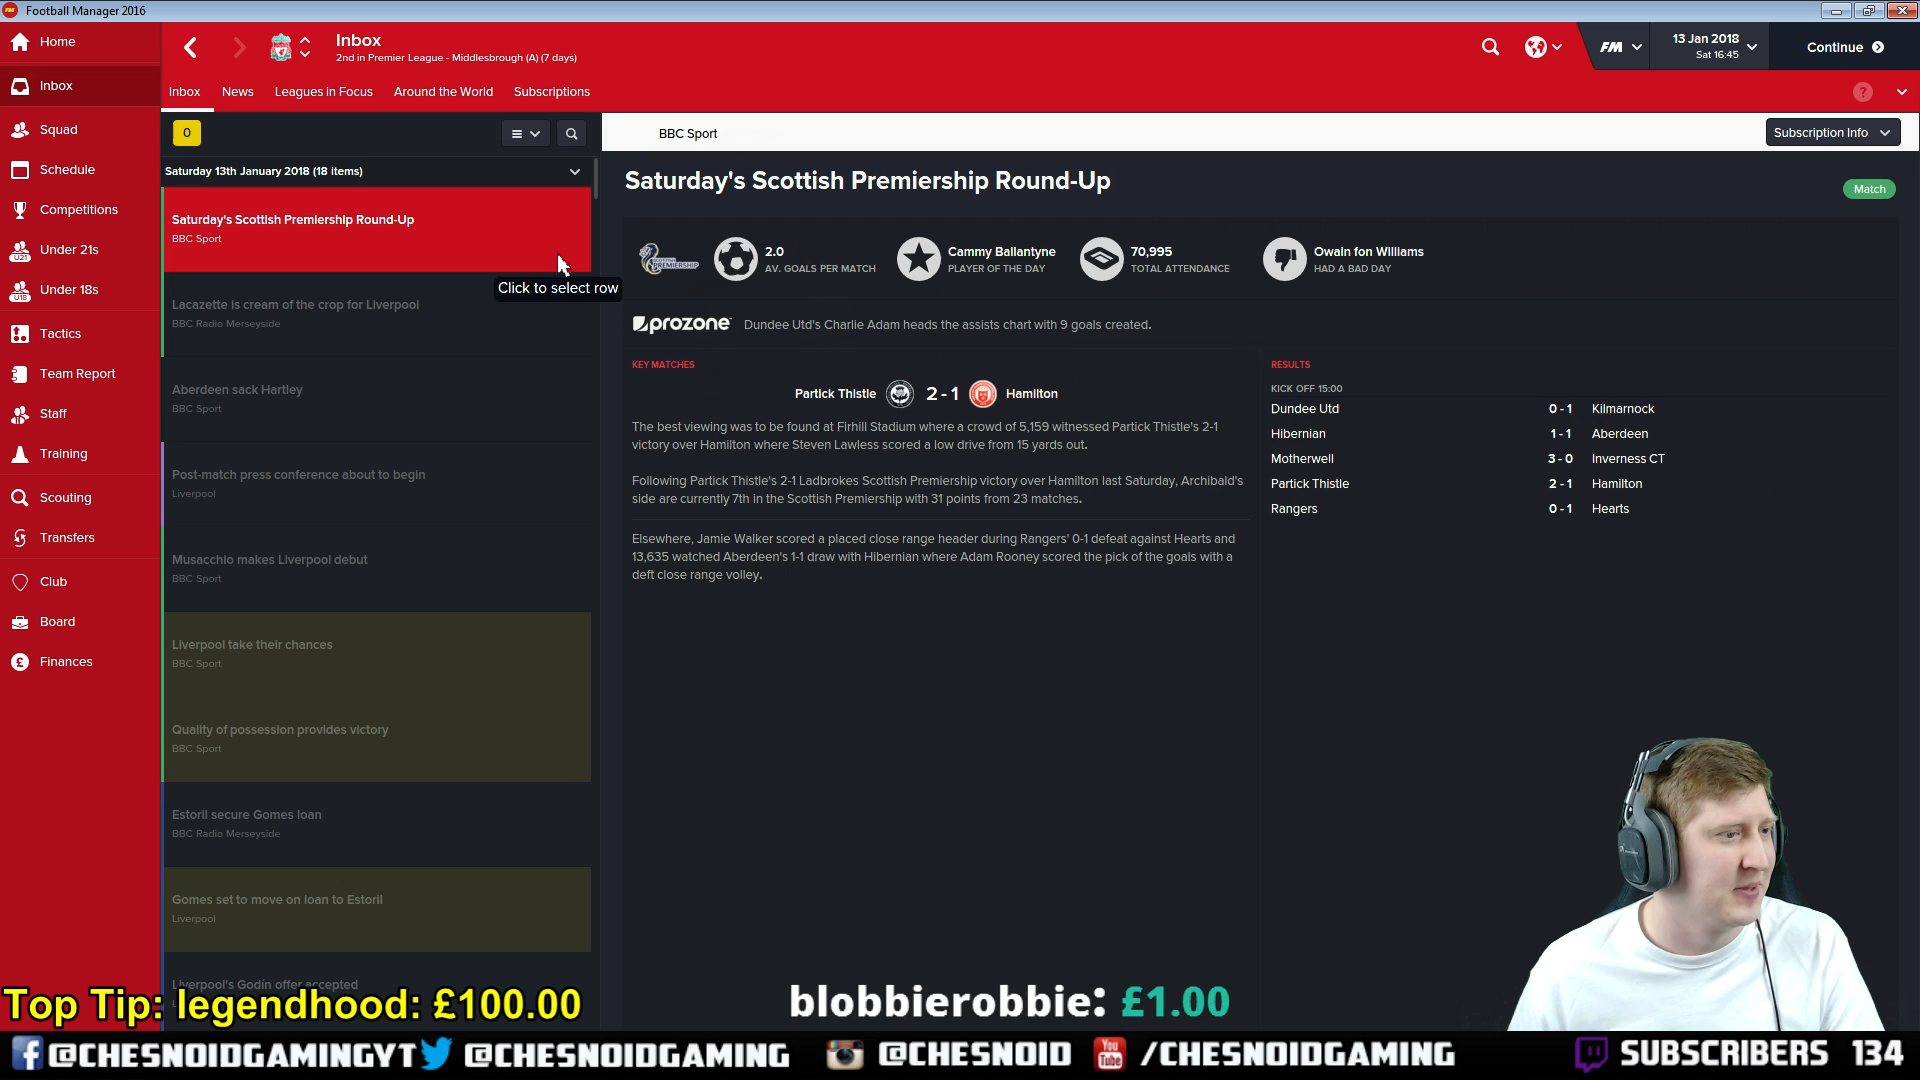 Football Manager 2016
Home
Inbox
Squad
Schedule
Competitions
Under 21s
Under 18s
Tactics
Team Report
Staff
Training
Scouting
Transfers
Club
Board
Finances
Inbox
2nd in Premier League - Middlesbrough (A) (7 days)
FM
13 Jan 2018
Sat 16:45
Continue
Inbox News Leagues in Focus Around the World Subscriptions
?
0
Saturday 13th January 2018 (18 items)
Saturday's Scottish Premiership Round-Up
BBC Sport
Click to select row
Lacazette is cream of the crop for Liverpool
BBC Radio Merseyside
Aberdeen sack Hartley
BBC Sport
Post-match press conference about to begin
Liverpool
Musacchio makes Liverpool debut
BBC Sport
Liverpool take their chances
BBC Sport
Quality of possession provides victory
BBC Sport
Estoril secure Gomes loan
BBC Radio Merseyside
Gomes set to move on loan to Estoril
Liverpool
Liverpool's Godín offer accepted
BBC Sport
Subscription Info
Saturday's Scottish Premiership Round-Up
Match
2.0
AV. GOALS PER MATCH
Cammy Ballantyne
PLAYER OF THE DAY
70,995
TOTAL ATTENDANCE
Owain fon Williams
HAD A BAD DAY
prozone Dundee Utd's Charlie Adam heads the assists chart with 9 goals created.
KEY MATCHES
Partick Thistle 2 - 1 Hamilton
The best viewing was to be found at Firhill Stadium where a crowd of 5,159 witnessed Partick Thistle's 2-1
victory over Hamilton where Steven Lawless scored a low drive from 15 yards out.
Following Partick Thistle's 2-1 Ladbrokes Scottish Premiership victory over Hamilton last Saturday, Archibald's
side are currently 7th in the Scottish Premiership with 31 points from 23 matches.
Elsewhere, Jamie Walker scored a placed close range header during Rangers' 0-1 defeat against Hearts and
13,635 watched Aberdeen's 1-1 draw with Hibernian where Adam Rooney scored the pick of the goals with a
deft close range volley.
RESULTS
KICK OFF 15:00
Dundee Utd 0 - 1 Kilmarnock
Hibernian 1 - 1 Aberdeen
Motherwell 3 - 0 Inverness CT
Partick Thistle 2 - 1 Hamilton
Rangers 0 - 1 Hearts
Top Tip: legendhood: £100.00
blobbierobbie: £1.00
@CHESNOIDGAMINGYT @CHESNOIDGAMING @CHESNOID /CHESNOIDGAMING SUBSCRIBERS 134